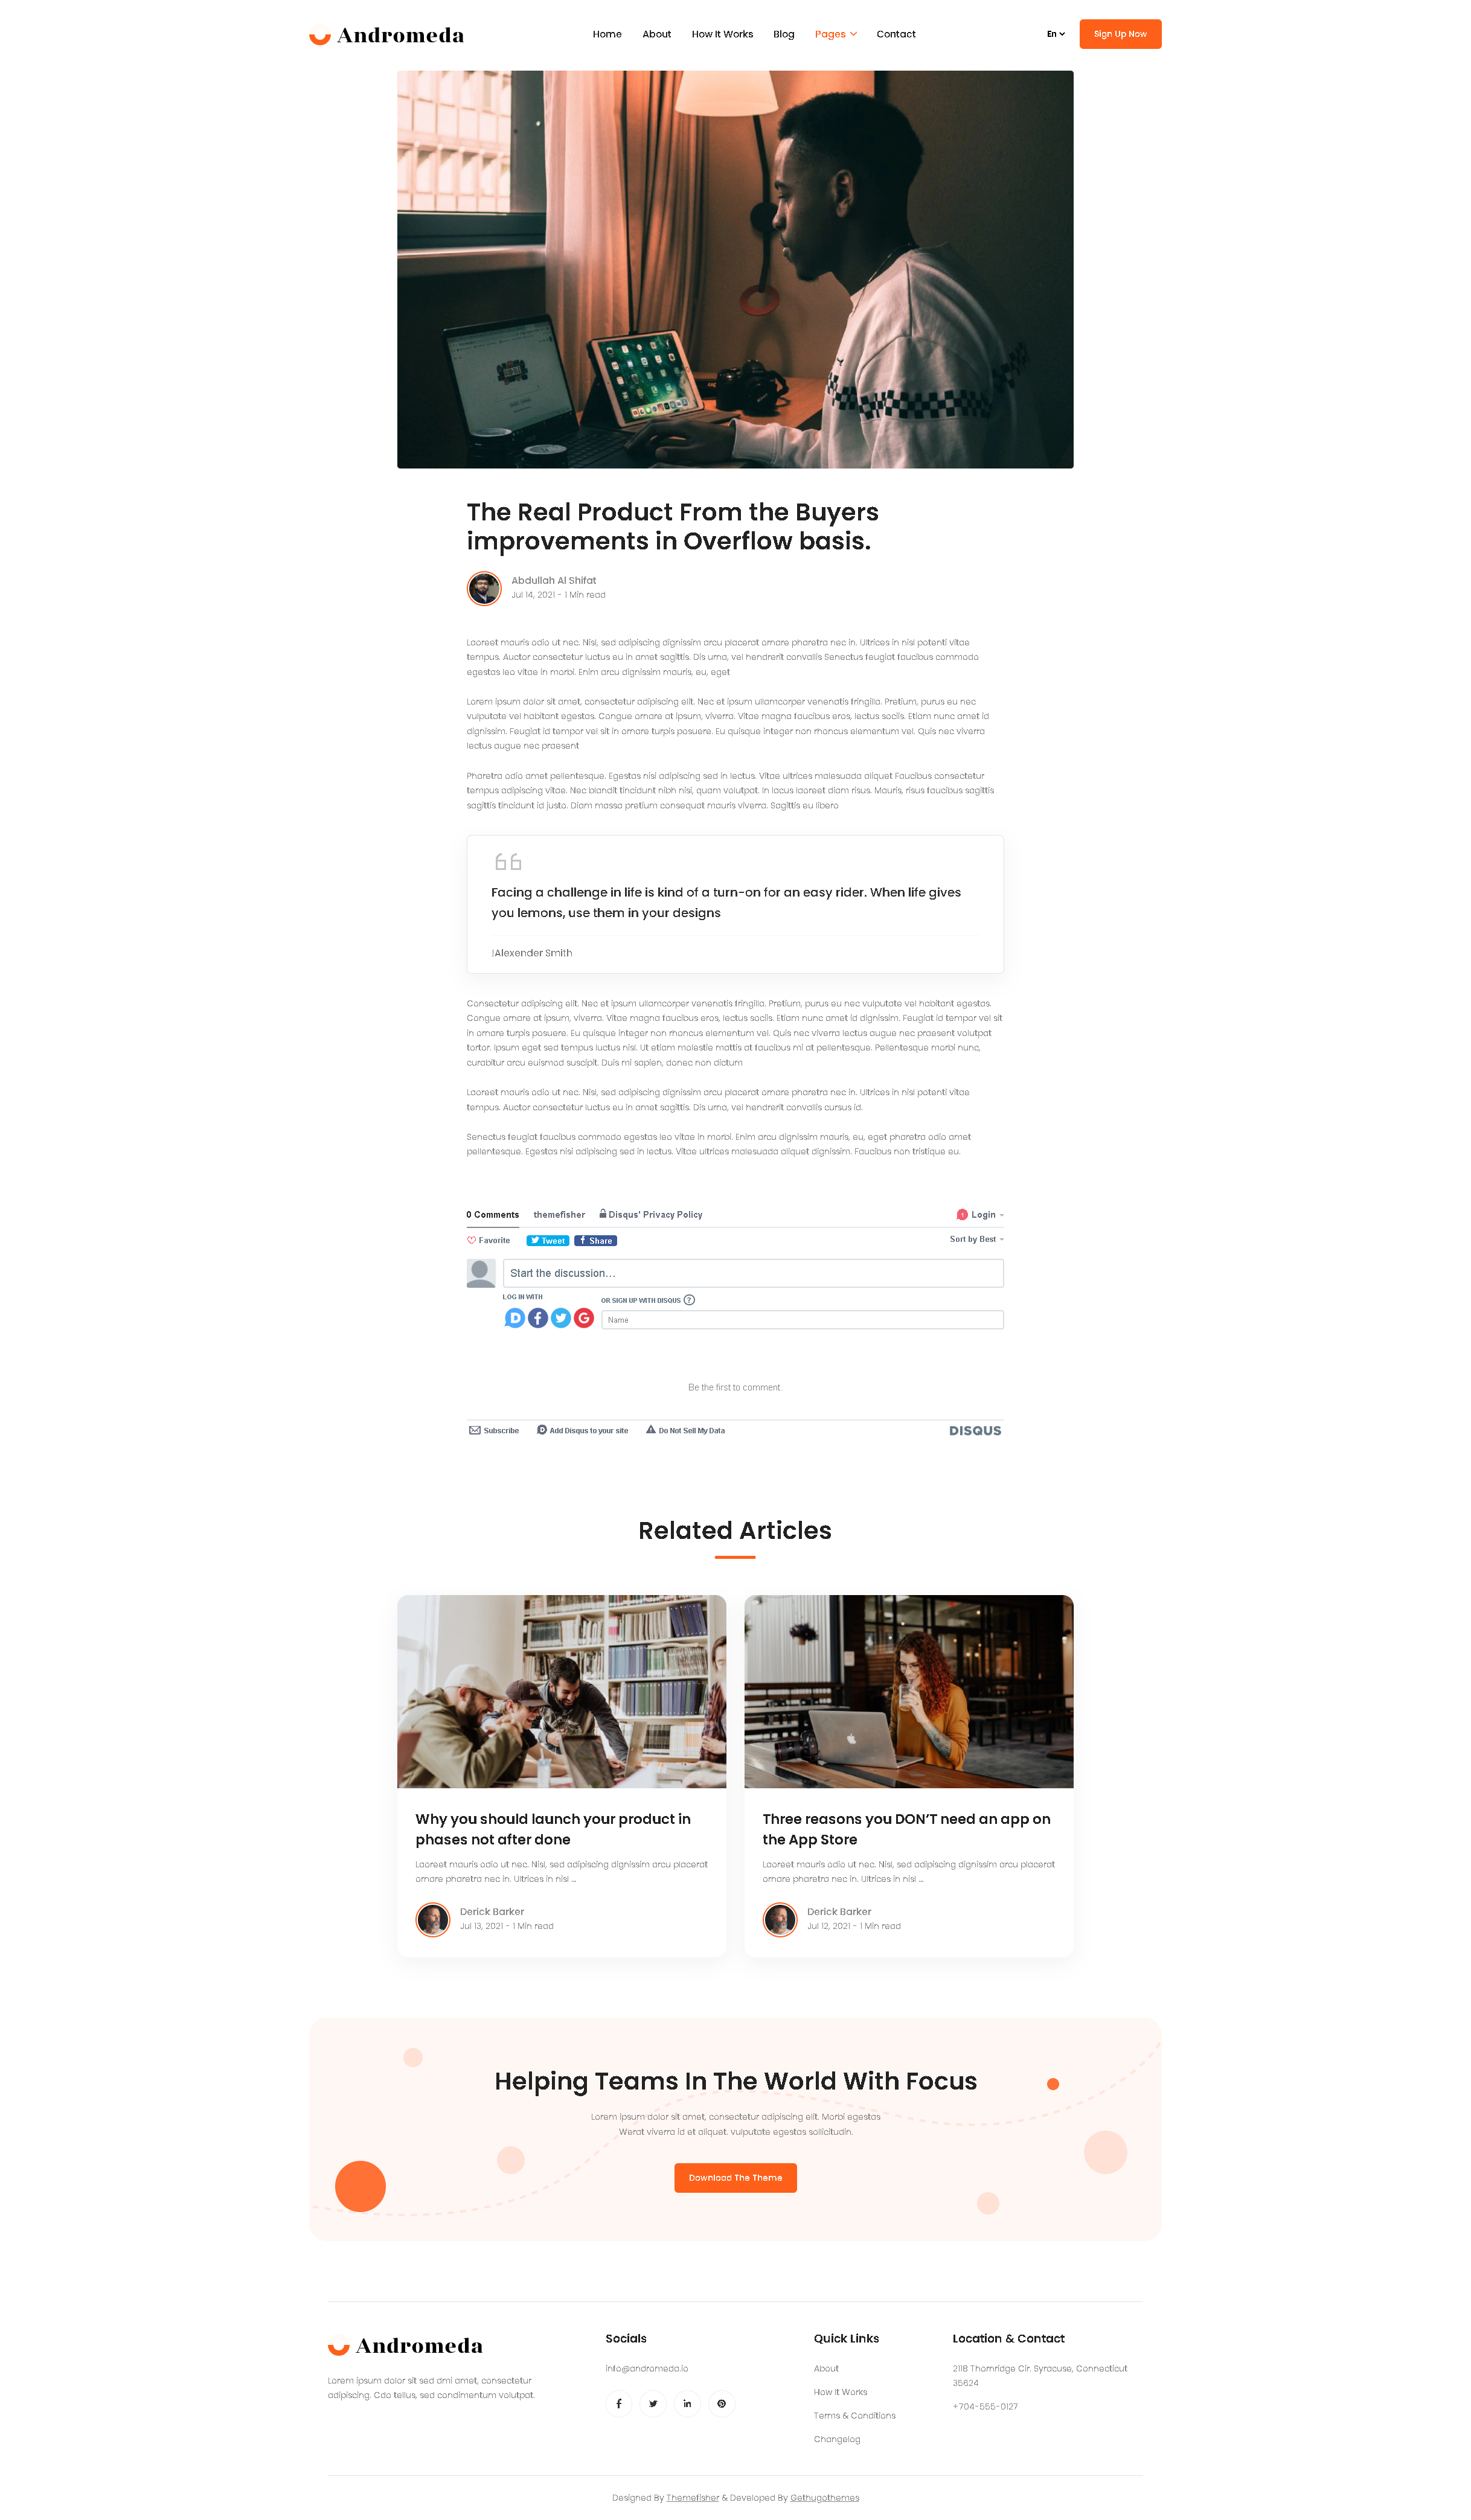 Andromeda
Home About How It Works Blog Pages Contact
En
Sign Up Now
The Real Product From the Buyers
improvements in Overflow basis.
Abdullah Al Shifat
Jul 14, 2021 - 1 Min read
Laoreet mauris odio ut nec. Nisl, sed adipiscing dignissim arcu placerat ornare pharetra nec in. Ultrices in nisl potenti vitae
tempus. Auctor consectetur luctus eu in amet sagittis. Dis urna, vel hendrerit convallis Senectus feugiat faucibus commodo
egestas leo vitae in morbi. Enim arcu dignissim mauris, eu, eget
Lorem ipsum dolor sit amet, consectetur adipiscing elit. Nec et ipsum ullamcorper venenatis fringilla. Pretium, purus eu nec
vulputate vel habitant egestas. Congue ornare at ipsum, viverra. Vitae magna faucibus eros, lectus sociis. Etiam nunc amet id
dignissim. Feugiat id tempor vel sit in ornare turpis posuere. Eu quisque integer non rhoncus elementum vel. Quis nec viverra
lectus augue nec praesent
Pharetra odio amet pellentesque. Egestas nisi adipiscing sed in lectus. Vitae ultrices malesuada aliquet Faucibus consectetur
tempus adipiscing vitae. Nec blandit tincidunt nibh nisi, quam volutpat. In lacus laoreet diam risus. Mauris, risus faucibus sagittis
sagittis tincidunt id justo. Diam massa pretium consequat mauris viverra. Sagittis eu libero
Facing a challenge in life is kind of a turn-on for an easy rider. When life gives
you lemons, use them in your designs
Alexender Smith
Consectetur adipiscing elit. Nec et ipsum ullamcorper venenatis fringilla. Pretium, purus eu nec vulputate vel habitant egestas.
Congue ornare at ipsum, viverra. Vitae magna faucibus eros, lectus sociis. Etiam nunc amet id dignissim. Feugiat id tempor vel sit
in ornare turpis posuere. Eu quisque integer non rhoncus elementum vel. Quis nec viverra lectus augue nec praesent volutpat
tortor. Ipsum eget sed tempus luctus nisl. Ut etiam molestie mattis at faucibus mi at pellentesque. Pellentesque morbi nunc,
curabitur arcu euismod suscipit. Duis mi sapien, donec non dictum
Laoreet mauris odio ut nec. Nisl, sed adipiscing dignissim arcu placerat ornare pharetra nec in. Ultrices in nisl potenti vitae
tempus. Auctor consectetur luctus eu in amet sagittis. Dis urna, vel hendrerit convallis cursus id.
Senectus feugiat faucibus commodo egestas leo vitae in morbi. Enim arcu dignissim mauris, eu, eget pharetra odio amet
pellentesque. Egestas nisi adipiscing sed in lectus. Vitae ultrices malesuada aliquet dignissim. Faucibus non tristique eu.
0 Comments themefisher Disqus' Privacy Policy 1 Login
Favorite Tweet Share Sort by Best
Start the discussion...
LOG IN WITH
OR SIGN UP WITH DISQUS ?
Name
Be the first to comment.
Subscribe Add Disqus to your site Do Not Sell My Data DISQUS
Related Articles
Why you should launch your product in
phases not after done
Laoreet mauris odio ut nec. Nisl, sed adipiscing dignissim arcu placerat
ornare pharetra nec in. Ultrices in nisl ...
Derick Barker
Jul 13, 2021 - 1 Min read
Three reasons you DON'T need an app on
the App Store
Laoreet mauris odio ut nec. Nisl, sed adipiscing dignissim arcu placerat
ornare pharetra nec in. Ultrices in nisl ...
Derick Barker
Jul 12, 2021 - 1 Min read
Helping Teams In The World With Focus
Lorem ipsum dolor sit amet, consectetur adipiscing elit. Morbi egestas
Werat viverra id et aliquet. vulputate egestas sollicitudin.
Download The Theme
Andromeda
Lorem ipsum dolor sit sed dmi amet, consectetur
adipiscing. Cdo tellus, sed condimentum volutpat.
Socials
info@andromeda.io
Quick Links
About
How It Works
Terms & Conditions
Changelog
Location & Contact
2118 Thornridge Cir. Syracuse, Connecticut
35624
+704-555-0127
Designed By Themefisher & Developed By Gethugothemes